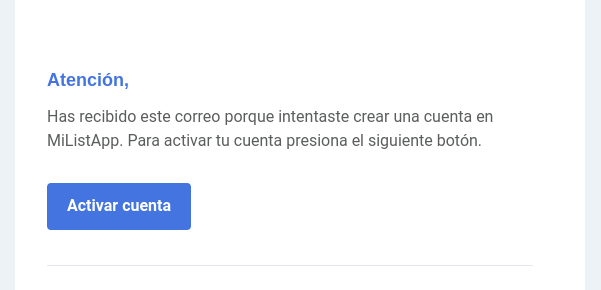 Atención,
Has recibido este correo porque intentaste crear una cuenta en
MiListApp. Para activar tu cuenta presiona el siguiente botón.
Activar cuenta